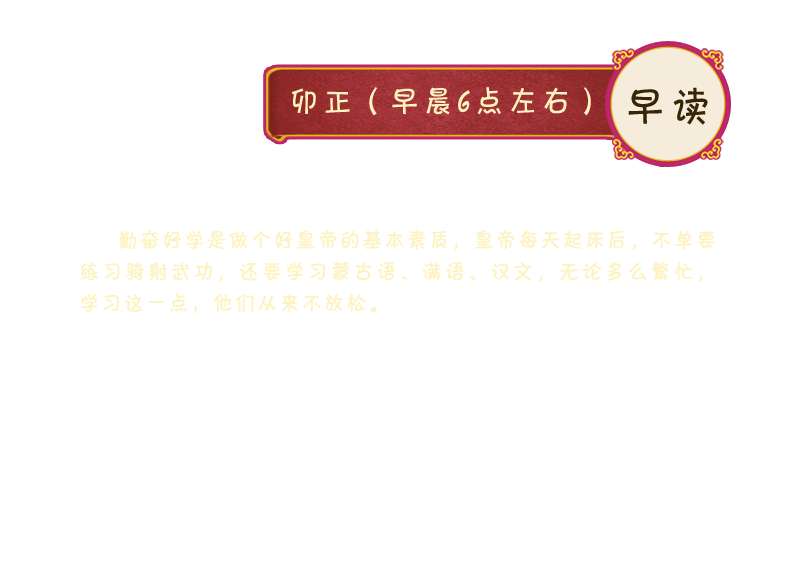 卯正（早晨6点左右）早读
勤奋好学是做个好皇帝的基本素质，皇帝每天起床后，不单要
练习骑射武功，还要学习蒙古语、满语、汉文，无论多么繁忙，
学习这一点，他们从来不放松。